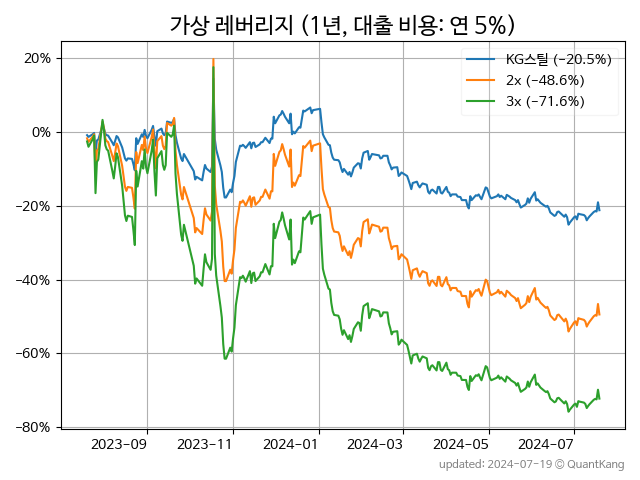 가상 레버리지 (1년, 대출 비용: 연 5%)
KG스틸 (−20.5%)
2x (−48.6%)
3x (−71.6%)
20%
0%
−20%
−40%
−60%
−80%
2023-09 2023-11 2024-01 2024-03 2024-05 2024-07
updated: 2024-07-19 © QuantKang